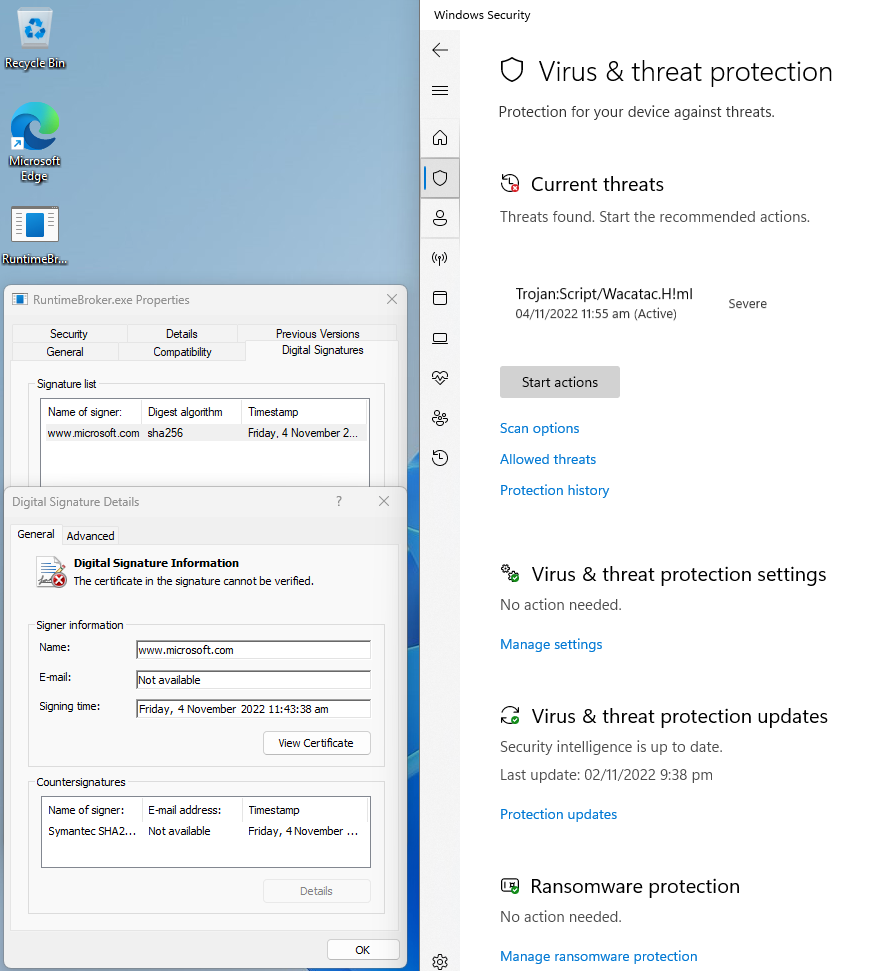 Recycle Bin
Microsoft
Edge
RuntimeBr...
RuntimeBroker.exe Properties
Security Details Previous Versions
General Compatibility Digital Signatures
Signature list
Name of signer: Digest algorithm Timestamp
www.microsoft.com sha256 Friday, 4 November 2...
Digital Signature Details ?
General Advanced
Digital Signature Information
The certificate in the signature cannot be verified.
Signer information
Name: www.microsoft.com
E-mail: Not available
Signing time: Friday, 4 November 2022 11:43:38 am
View Certificate
Countersignatures
Name of signer: E-mail address: Timestamp
Symantec SHA2... Not available Friday, 4 November ...
Details
OK
Windows Security
Virus & threat protection
Protection for your device against threats.
Current threats
Threats found. Start the recommended actions.
Trojan:Script/Wacatac.H!ml
04/11/2022 11:55 am (Active)
Severe
Start actions
Scan options
Allowed threats
Protection history
Virus & threat protection settings
No action needed.
Manage settings
Virus & threat protection updates
Security intelligence is up to date.
Last update: 02/11/2022 9:38 pm
Protection updates
Ransomware protection
No action needed.
Manage ransomware protection